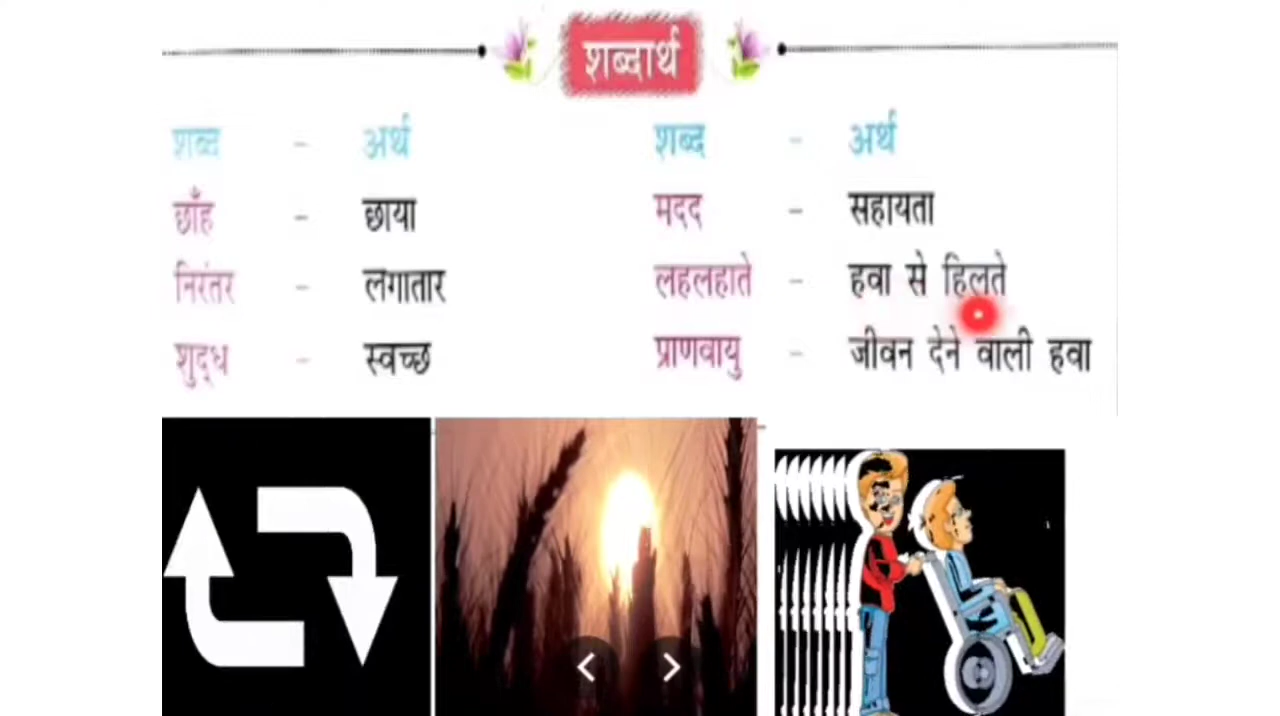 शब्दार्थ
शब्द - अर्थ शब्द - अर्थ
छाँह - छाया मदद - सहायता
निरंतर - लगातार लहलहाते - हवा से हिलते
शुद्ध - स्वच्छ प्राणवायु - जीवन देने वाली हवा